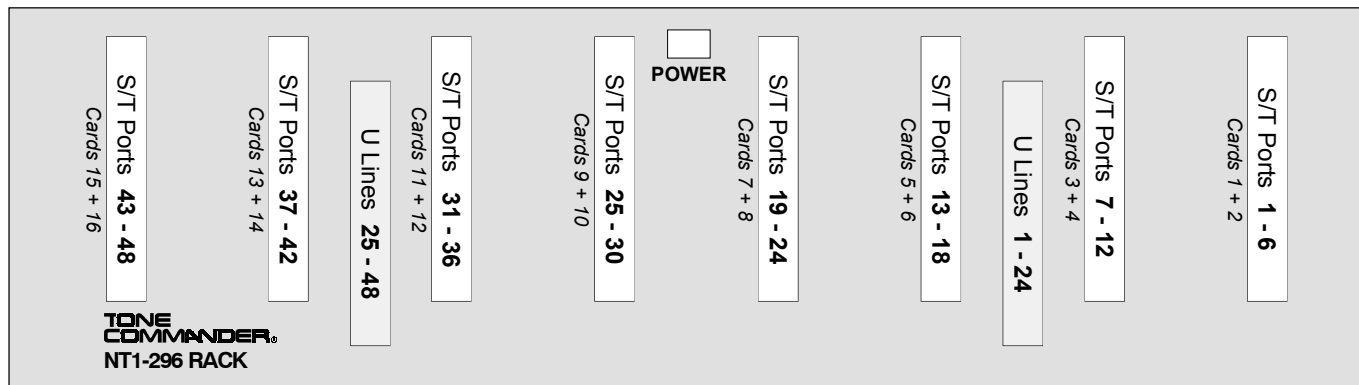 S/T Ports 43 - 48
Cards 15 + 16
S/T Ports 37 - 42
Cards 13 + 14
U Lines 25 - 48
S/T Ports 31 - 36
Cards 11 + 12
S/T Ports 25 - 30
Cards 9 + 10
POWER
S/T Ports 19 - 24
Cards 7 + 8
S/T Ports 13 - 18
Cards 5 + 6
U Lines 1 - 24
S/T Ports 7 - 12
Cards 3 + 4
S/T Ports 1 - 6
Cards 1 + 2
TONE
COMMANDER®
NT1-296 RACK